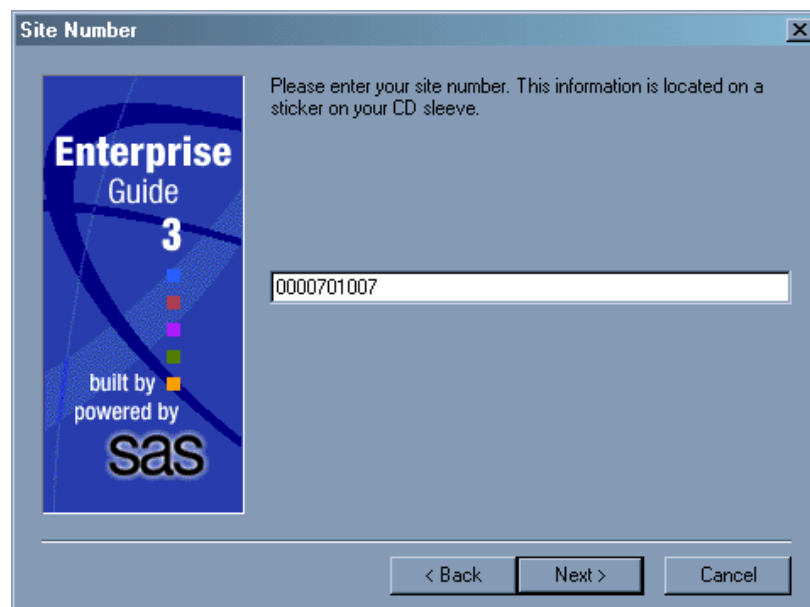 Site Number
Please enter your site number. This information is located on a
sticker on your CD sleeve.
Enterprise
Guide
3
built by
powered by
sas
0000701007
< Back
Next >
Cancel